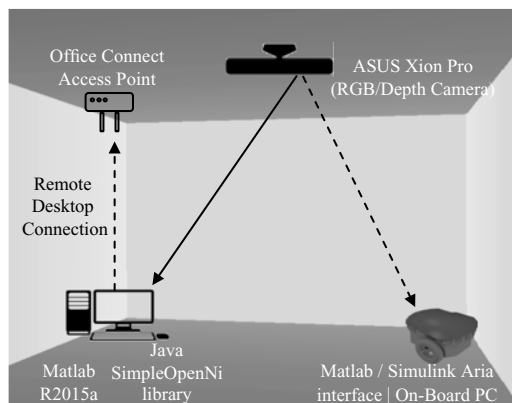 Office Connect
Access Point
ASUS Xion Pro
(RGB/Depth Camera)
Remote
Desktop
Connection
Matlab
R2015a
Java
SimpleOpenNi
library
Matlab / Simulink Aria
interface | On-Board PC